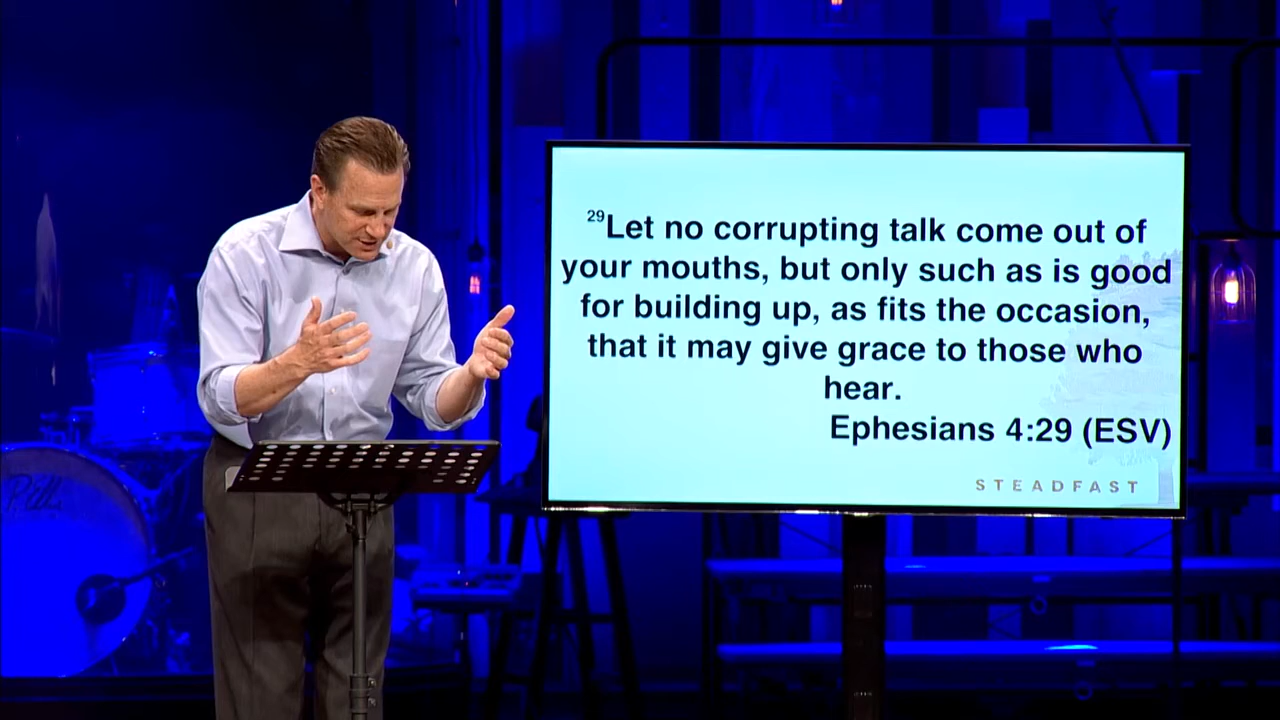 29Let no corrupting talk come out of
your mouths, but only such as is good
for building up, as fits the occasion,
that it may give grace to those who
hear.
Ephesians 4:29 (ESV)
STEADFAST